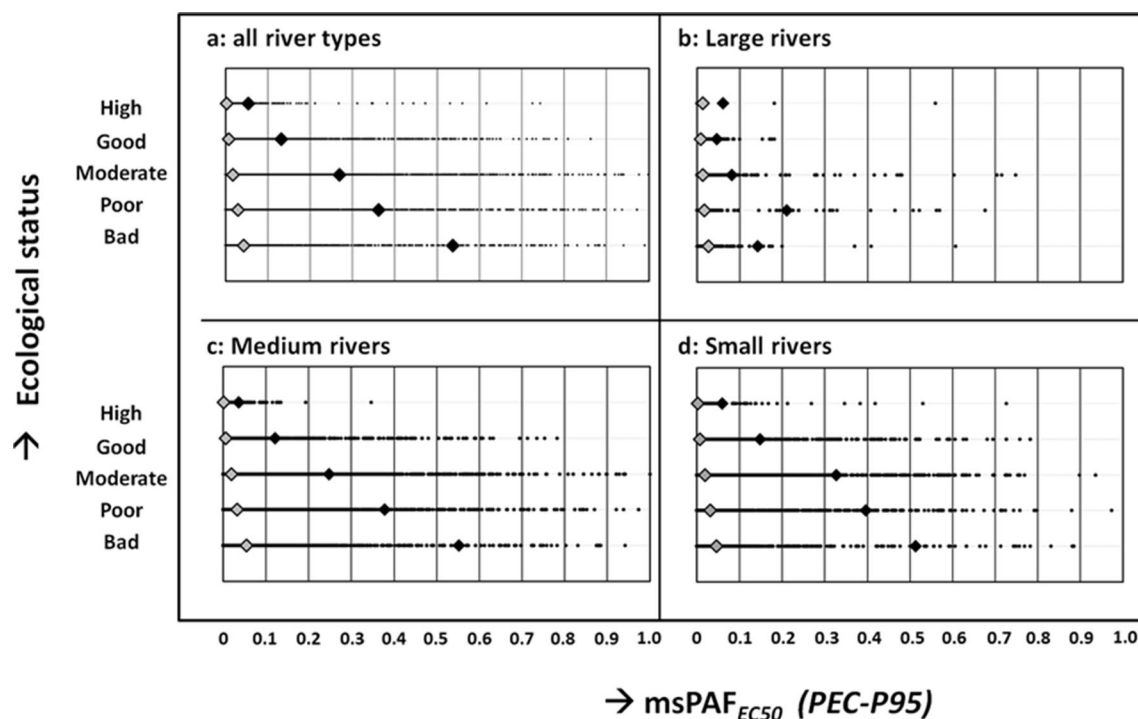 a: all river types
b: Large rivers
High
Good
Moderate
Poor
Bad
c: Medium rivers
d: Small rivers
High
Good
Moderate
Poor
Bad
→ Ecological status
0 0.1 0.2 0.3 0.4 0.5 0.6 0.7 0.8 0.9 1.0
0 0.1 0.2 0.3 0.4 0.5 0.6 0.7 0.8 0.9 1.0
→ msPAF_EC50 (PEC-P95)